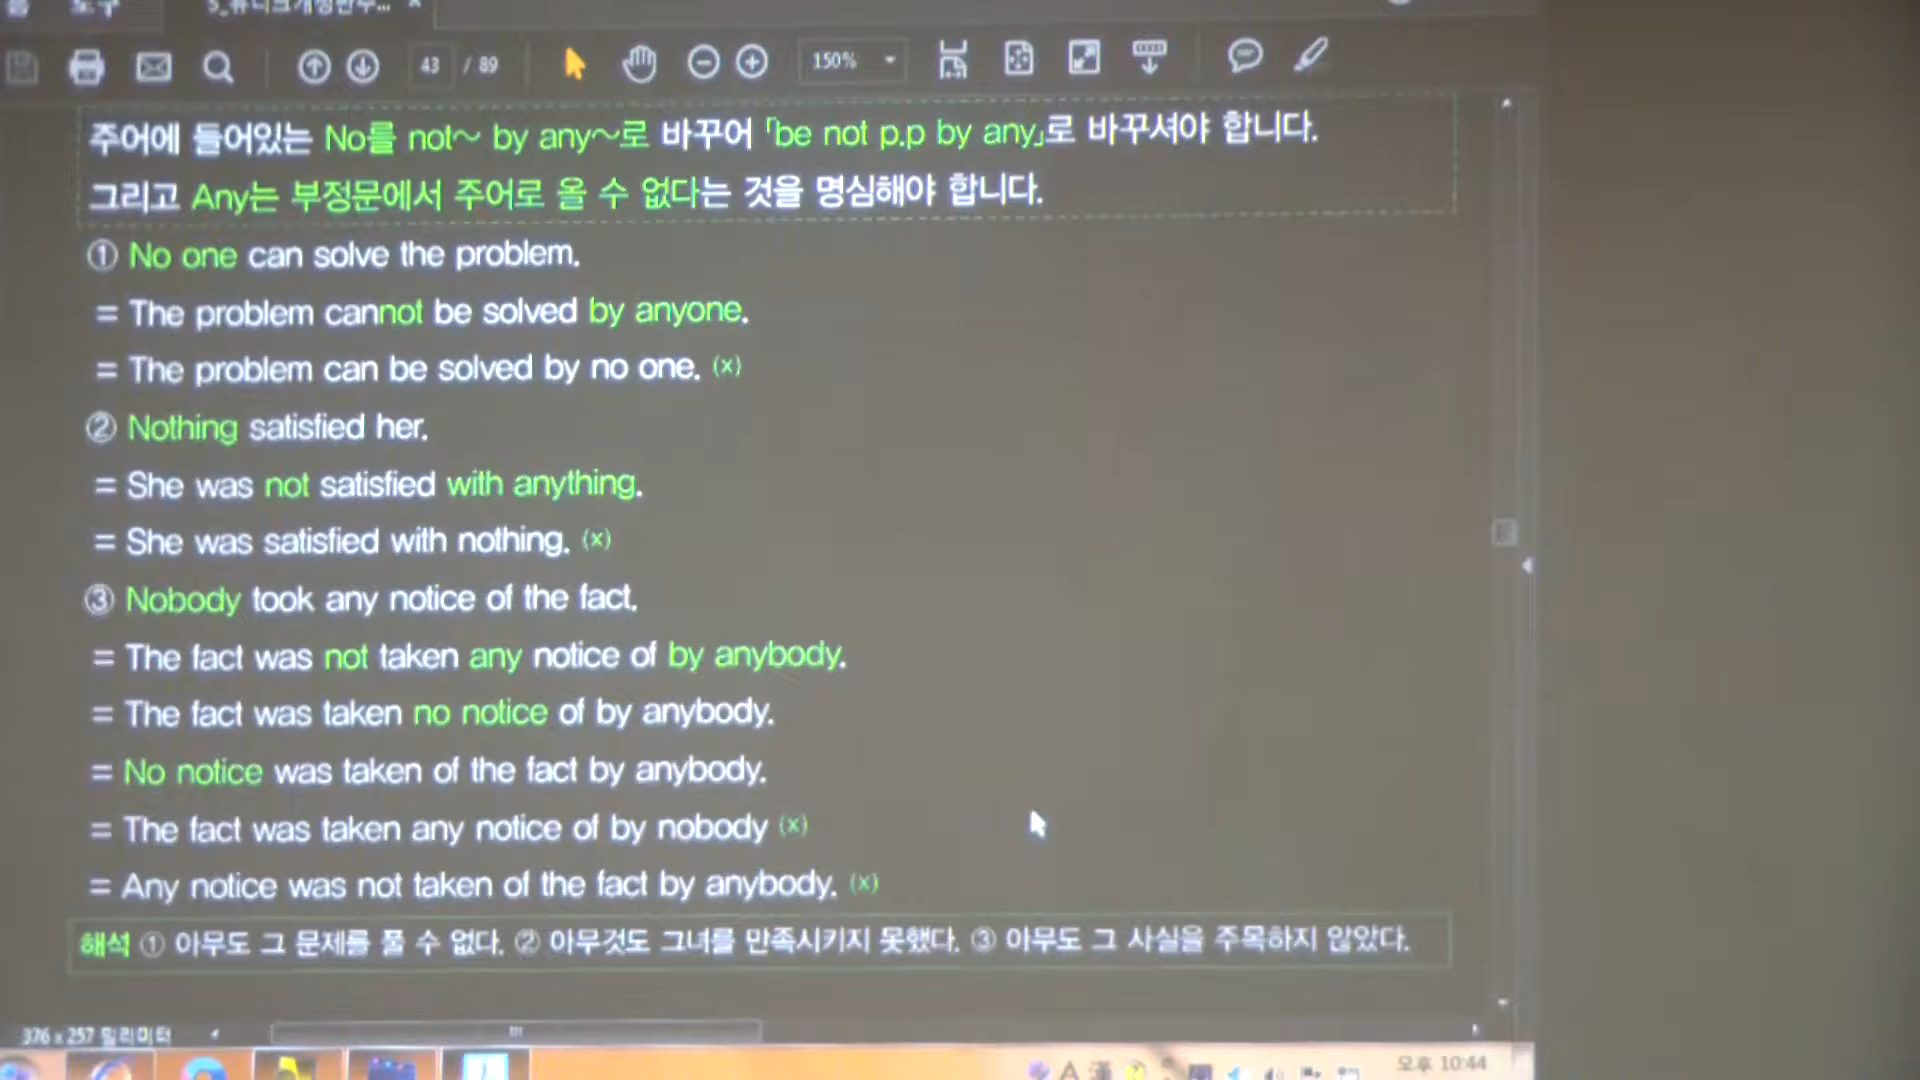 43 / 89
150%
주어에 들어있는 No를 not～ by any～로 바꾸어 「be not p.p by any」로 바꾸셔야 합니다.
그리고 Any는 부정문에서 주어로 올 수 없다는 것을 명심해야 합니다.
① No one can solve the problem.
= The problem cannot be solved by anyone.
= The problem can be solved by no one. (x)
② Nothing satisfied her.
= She was not satisfied with anything.
= She was satisfied with nothing. (x)
③ Nobody took any notice of the fact.
= The fact was not taken any notice of by anybody.
= The fact was taken no notice of by anybody.
= No notice was taken of the fact by anybody.
= The fact was taken any notice of by nobody (x)
= Any notice was not taken of the fact by anybody. (x)
해석 ① 아무도 그 문제를 풀 수 없다. ② 아무것도 그녀를 만족시키지 못했다. ③ 아무도 그 사실을 주목하지 않았다.
376 x 257 밀리미터
A 漢
오후 10:44